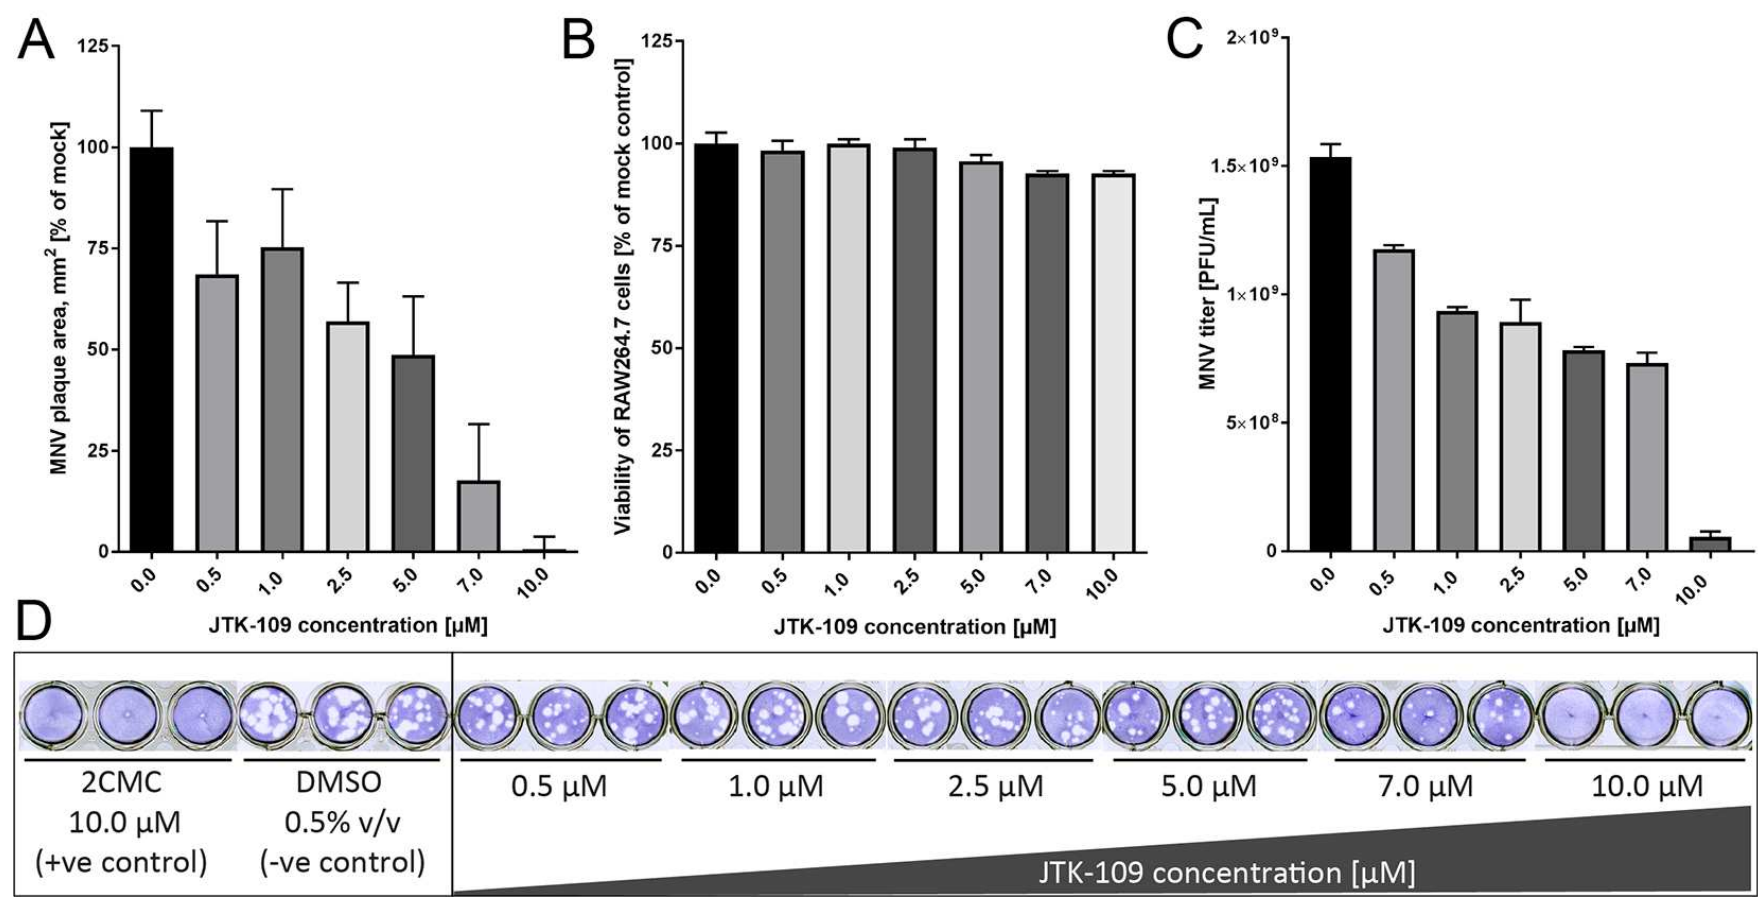 A
MNV plaque area, mm² [% of mock]
125
100
75
50
25
0
0.0
0.5
1.0
2.5
5.0
7.0
10.0
JTK-109 concentration [µM]
B
Viability of RAW264.7 cells [% of mock control]
125
100
75
50
25
0
0.0
0.5
1.0
2.5
5.0
7.0
10.0
JTK-109 concentration [µM]
C
MNV titer [PFU/mL]
2×10⁹
1.5×10⁹
1×10⁹
5×10⁸
0
0.0
0.5
1.0
2.5
5.0
7.0
10.0
JTK-109 concentration [µM]
D
2CMC
10.0 µM
(+ve control)
DMSO
0.5% v/v
(-ve control)
0.5 µM
1.0 µM
2.5 µM
5.0 µM
7.0 µM
10.0 µM
JTK-109 concentration [µM]